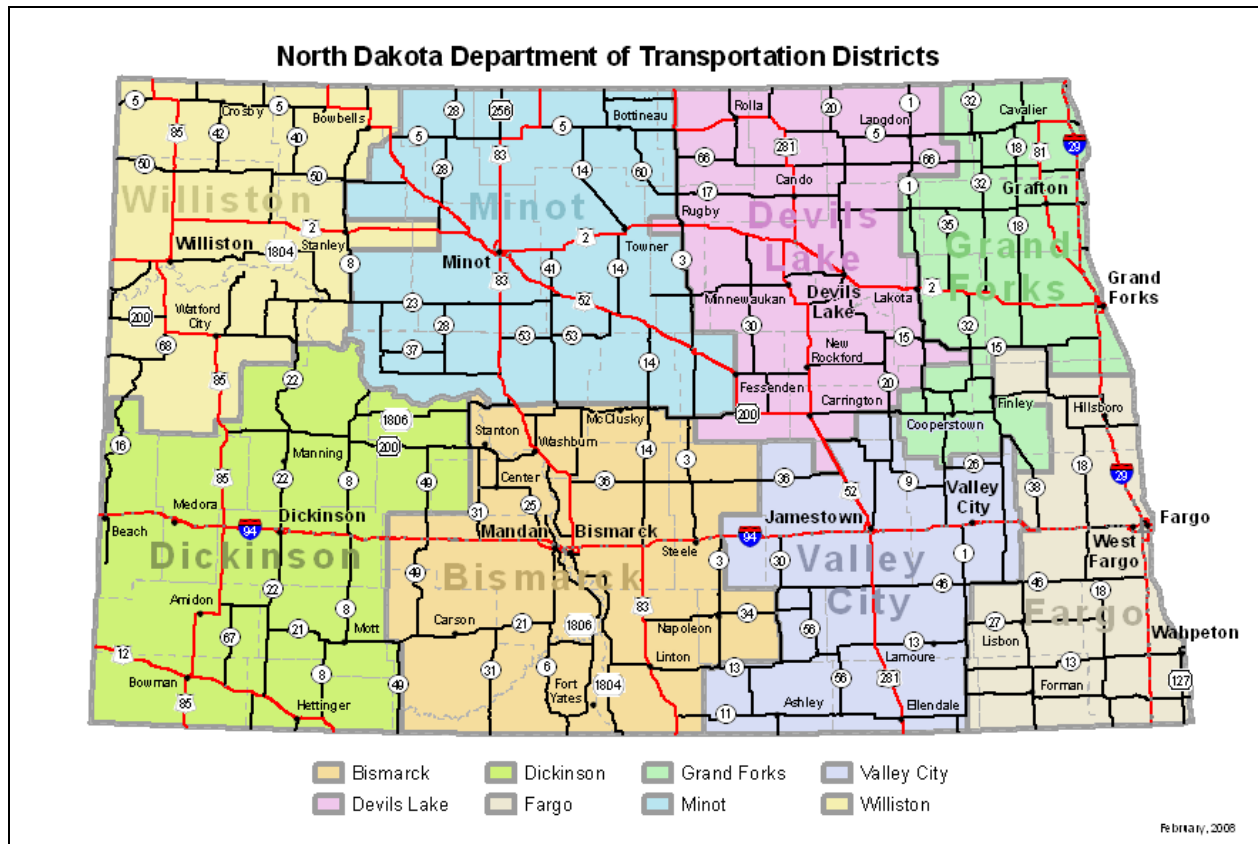 North Dakota Department of Transportation Districts
5
Crosby
5
Bowbells
28
256
Bottineau
Rolla
20
1
Langdon
32
Cavalier
85
42
40
5
83
5
281
5
18
81
29
50
50
28
14
60
66
Cando
66
1
32
Grafton
Williston
Minot
17
Rugby
Devils
Lake
35
18
Grand
Forks
2
Stanley
2
Towner
Williston
1804
8
Minot
83
41
14
3
Minnewaukan
Devils
Lake
Lakota
2
Grand
Forks
200
Watford
City
23
52
30
New
Rockford
15
32
15
68
28
53
53
37
14
22
85
Fessenden
20
Finley
Hillsboro
1806
Stanton
McClusky
200
Carrington
Cooperstown
16
Manning
200
Washburn
14
3
26
18
85
22
8
49
Center
36
36
9
Valley
City
38
29
Medora
31
25
52
Beach
94
Dickinson
Mandan
Bismarck
Steele
94
Jamestown
Fargo
Dickinson
Bismarck
Valley
City
West
Fargo
49
3
30
1
22
46
46
18
Fargo
Amidon
8
1806
83
34
56
27
Wahpeton
67
21
Mott
Carson
21
Napoleon
13
Lisbon
12
Linton
13
Lamoure
13
Bowman
8
31
6
Fort
Yates
1804
56
281
Forman
127
85
Hettinger
49
11
Ashley
Ellendale
Bismarck
Dickinson
Grand Forks
Valley City
Devils Lake
Fargo
Minot
Williston
February, 2008